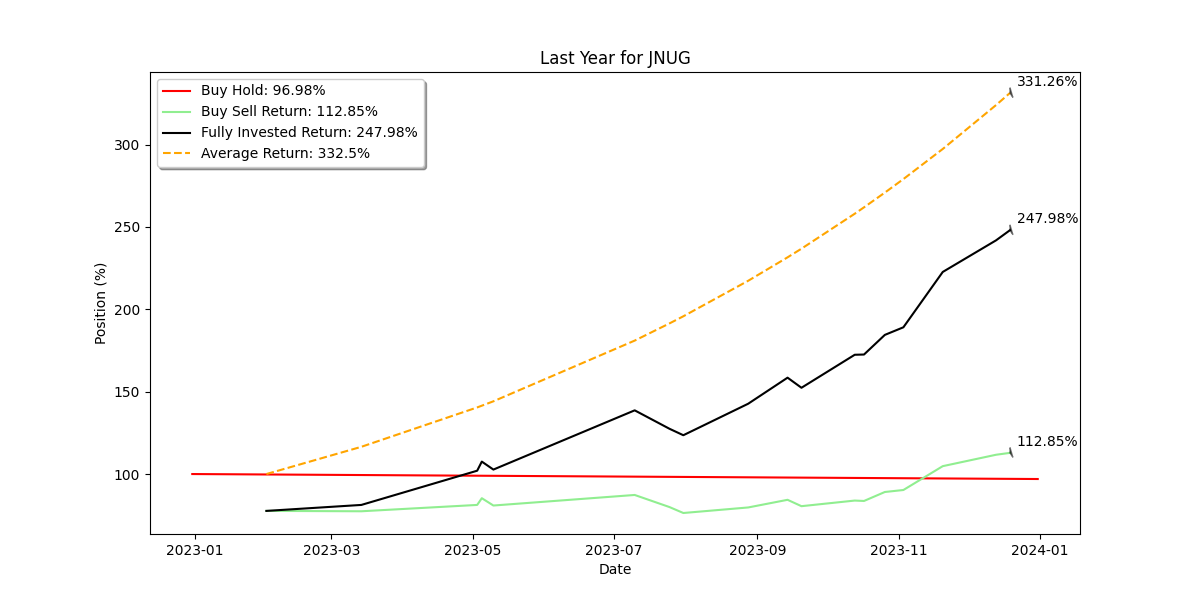 Last Year for JNUG
Buy Hold: 96.98%
Buy Sell Return: 112.85%
Fully Invested Return: 247.98%
Average Return: 332.5%
331.26%
247.98%
112.85%
Position (%)
300
250
200
150
100
2023-01
2023-03
2023-05
2023-07
2023-09
2023-11
2024-01
Date